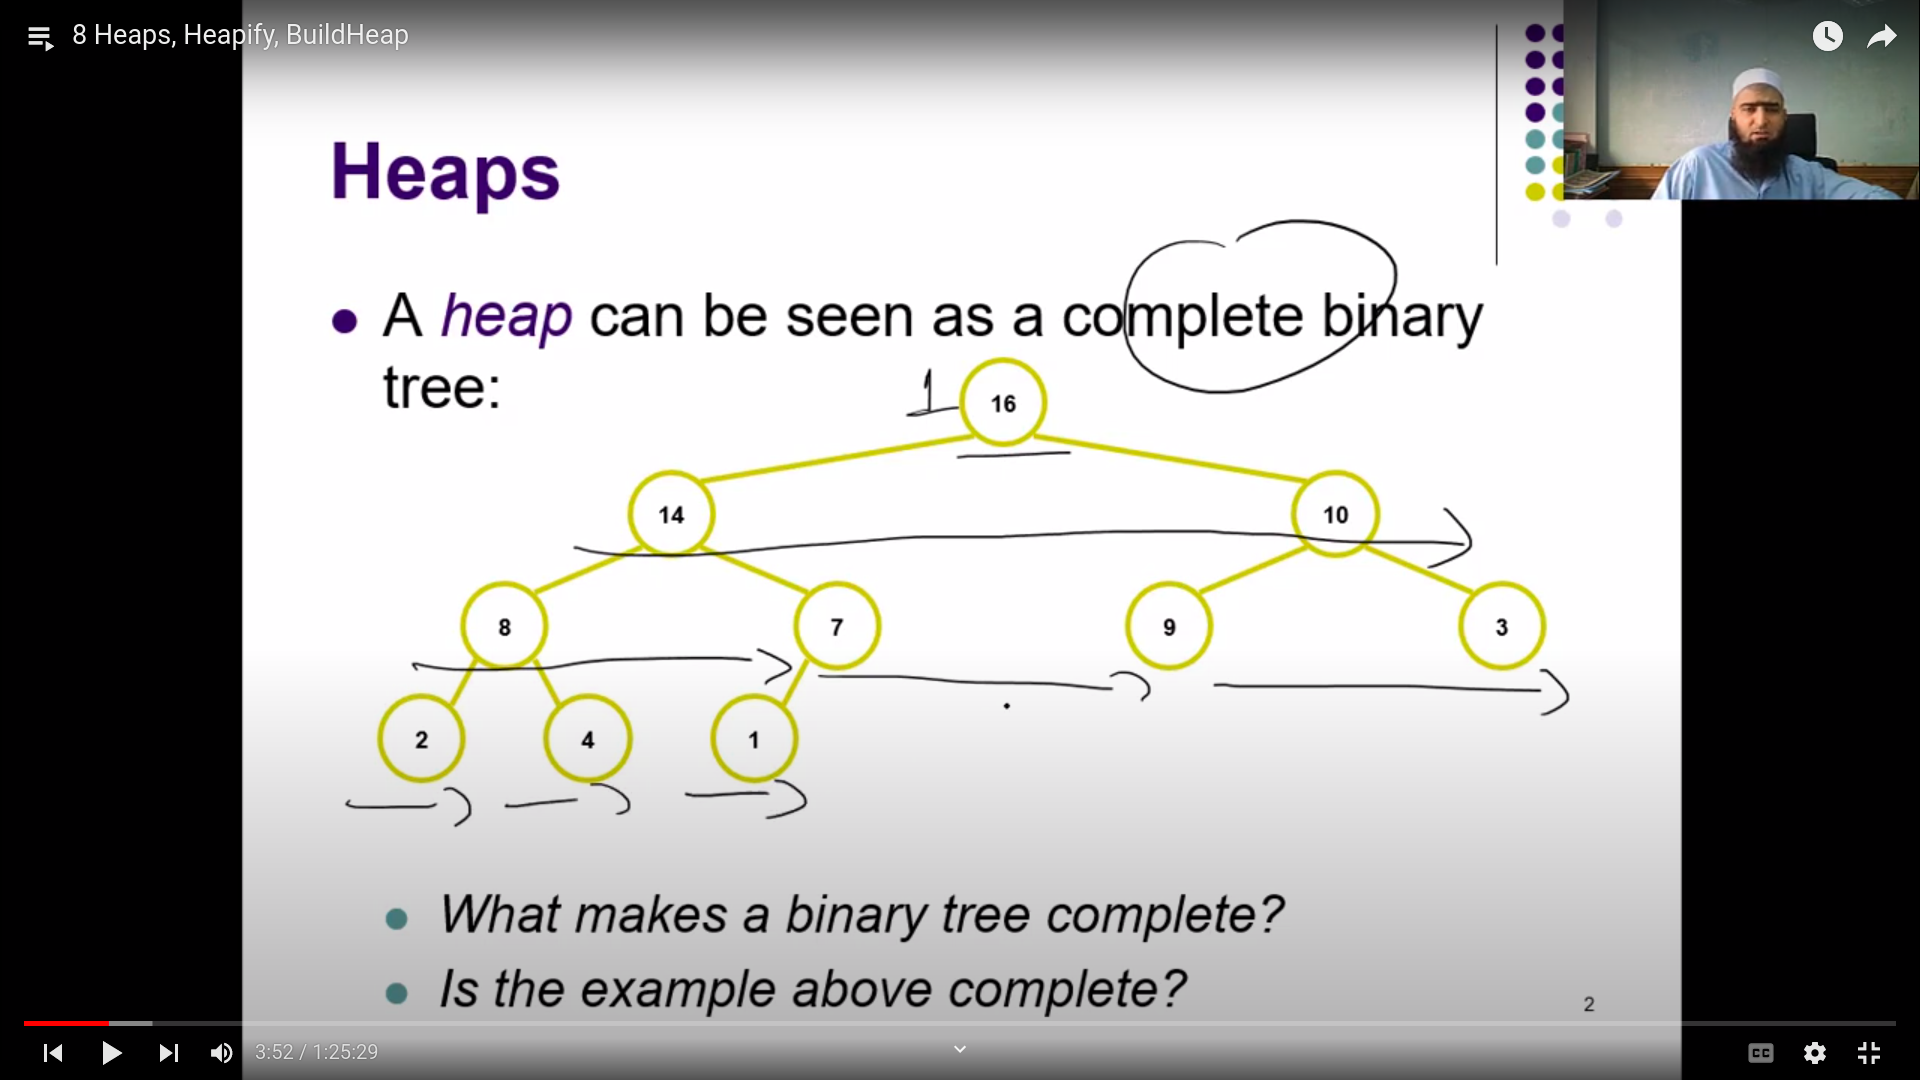 8 Heaps, Heapify, BuildHeap
Heaps
A heap can be seen as a complete binary
tree:
1
16
14 10
8 7 9 3
2 4 1
What makes a binary tree complete?
Is the example above complete?
2
3:52 / 1:25:29
CC